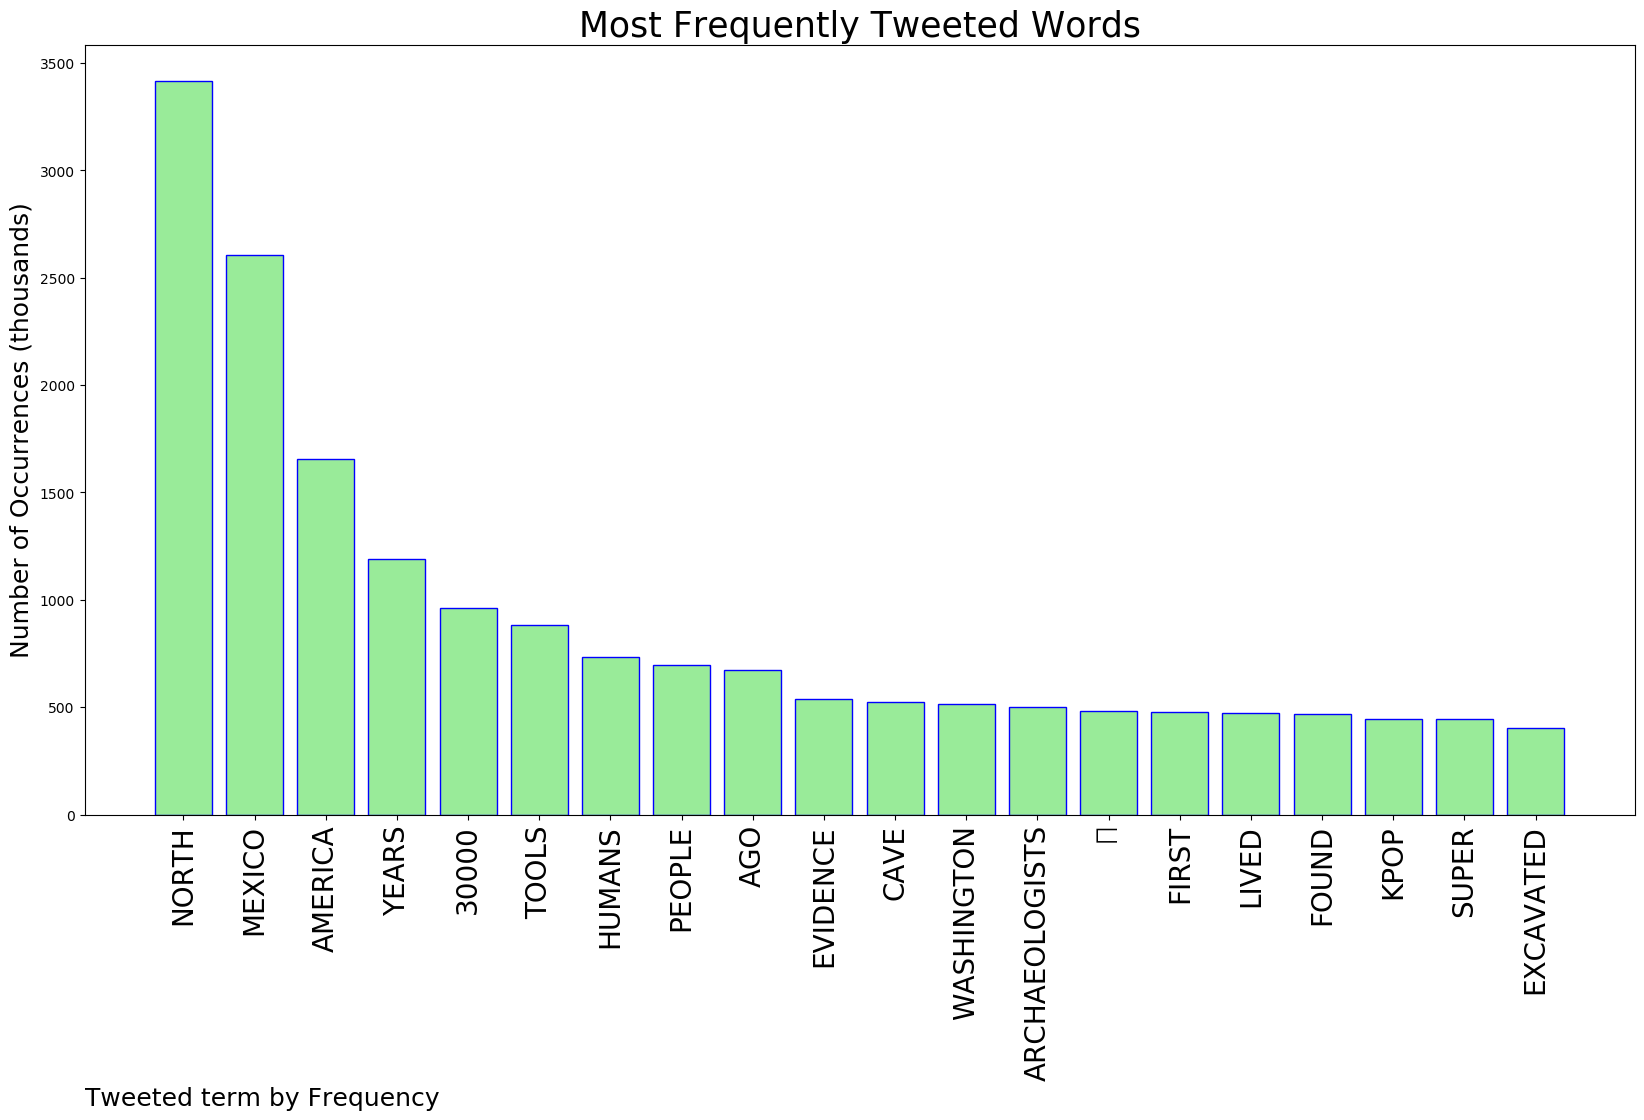 Most Frequently Tweeted Words
Number of Occurrences (thousands)
3500
3000
2500
2000
1500
1000
500
0
NORTH
MEXICO
AMERICA
YEARS
30000
TOOLS
HUMANS
PEOPLE
AGO
EVIDENCE
CAVE
WASHINGTON
ARCHAEOLOGISTS
FIRST
LIVED
FOUND
KPOP
SUPER
EXCAVATED
Tweeted term by Frequency